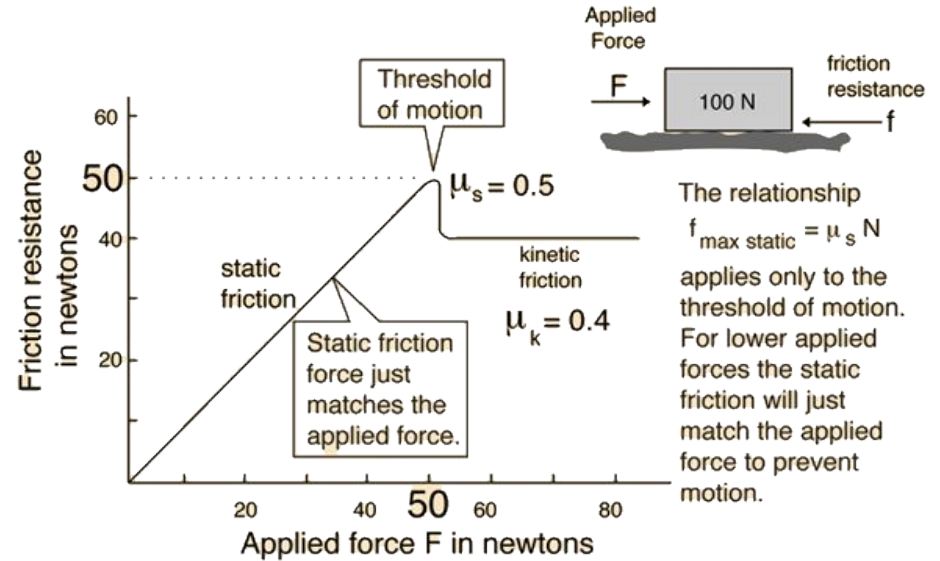 Applied
Force
F
100 N
friction
resistance
f
Threshold
of motion
60
50
40
20
Friction resistance
in newtons
μs = 0.5
static
friction
kinetic
friction
μk = 0.4
Static friction
force just
matches the
applied force.
20
40
50
60
80
Applied force F in newtons
The relationship
f max static = μs N
applies only to the
threshold of motion.
For lower applied
forces the static
friction will just
match the applied
force to prevent
motion.